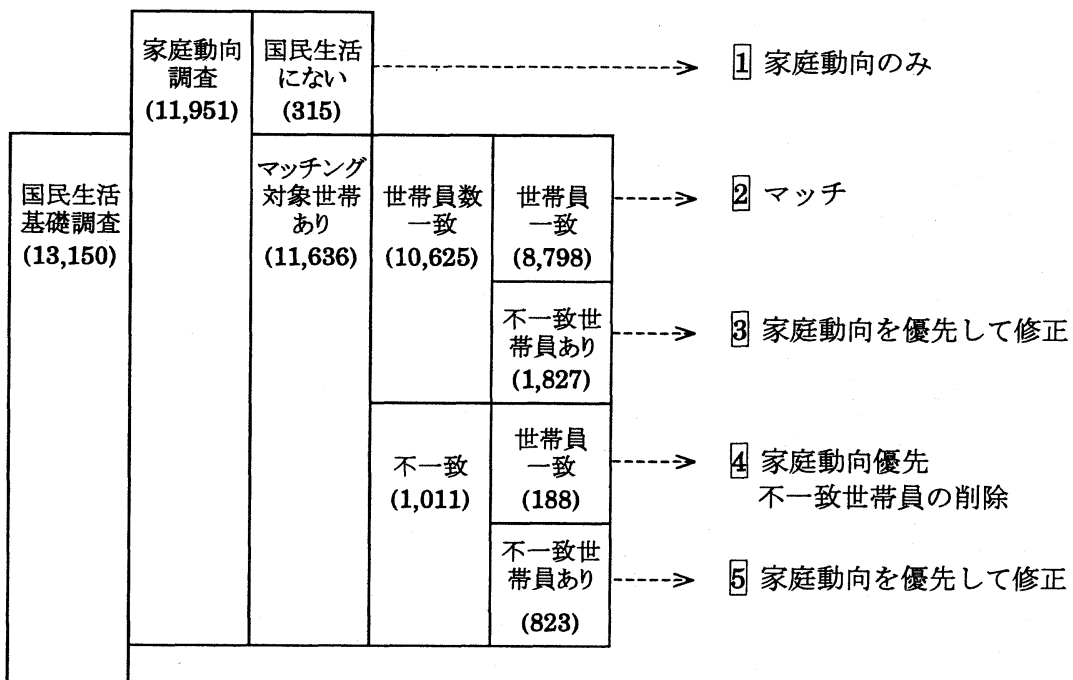 家庭動向
調査
(11,951)
国民生活
にない
(315)
1 家庭動向のみ
国民生活
基礎調査
(13,150)
マッチング
対象世帯
あり
(11,636)
世帯員数
一致
(10,625)
世帯員
一致
(8,798)
2 マッチ
不一致世
帯員あり
(1,827)
3 家庭動向を優先して修正
不一致
(1,011)
世帯員
一致
(188)
4 家庭動向優先
不一致世帯員の削除
不一致世
帯員あり
(823)
5 家庭動向を優先して修正